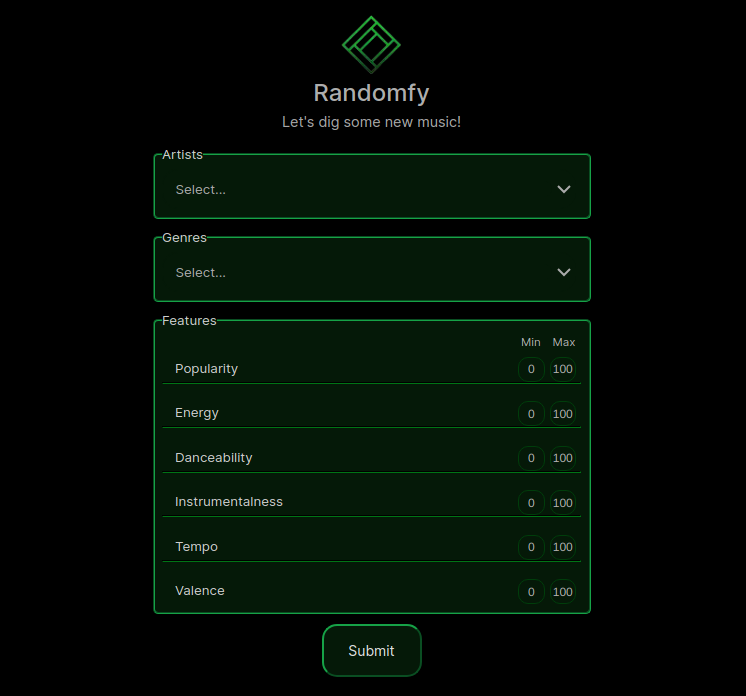 Randomfy
Let's dig some new music!
Artists
Select...
Genres
Select...
Features
Min Max
Popularity 0 100
Energy 0 100
Danceability 0 100
Instrumentalness 0 100
Tempo 0 100
Valence 0 100
Submit